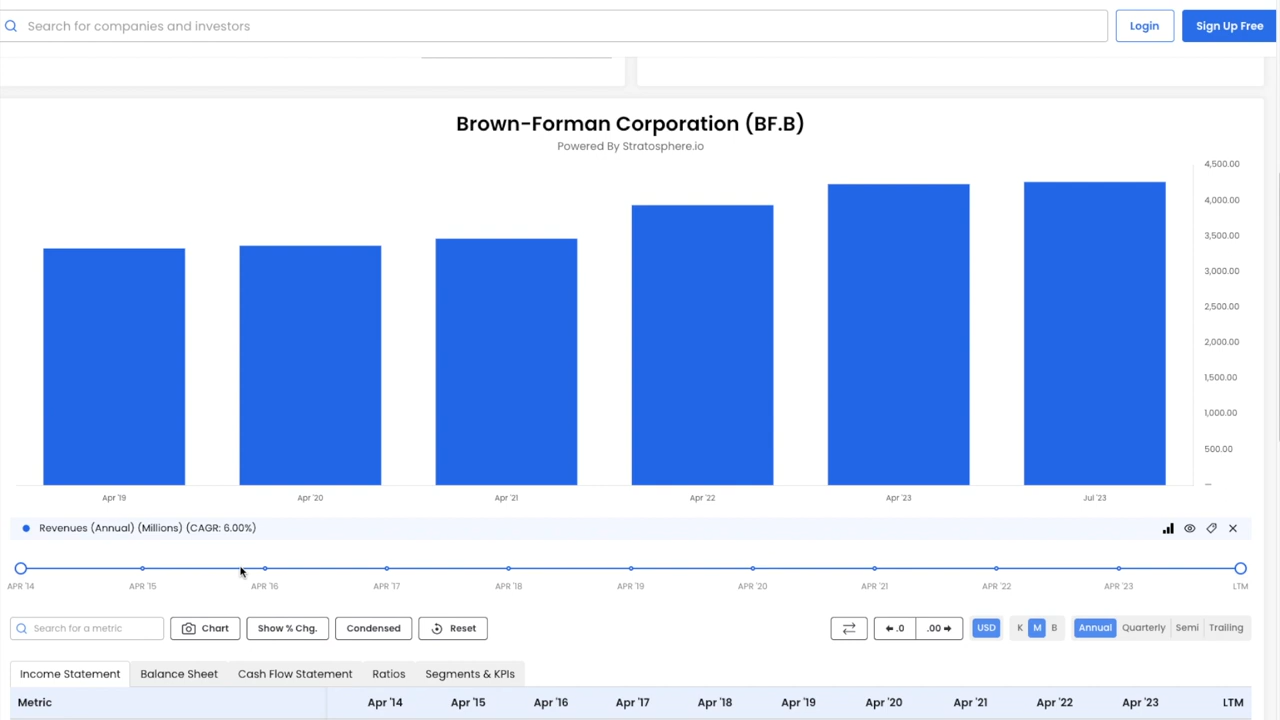 Search for companies and investors
Login
Sign Up Free
Brown-Forman Corporation (BF.B)
Powered By Stratosphere.io
4,500.00
4,000.00
3,500.00
3,000.00
2,500.00
2,000.00
1,500.00
1,000.00
500.00
—
Apr '19 Apr '20 Apr '21 Apr '22 Apr '23 Jul '23
Revenues (Annual) (Millions) (CAGR: 6.00%)
APR '14 APR '15 APR '16 APR '17 APR '18 APR '19 APR '20 APR '21 APR '22 APR '23 LTM
Search for a metric Chart Show % Chg. Condensed Reset .0 .00 USD K M B Annual Quarterly Semi Trailing
Income Statement Balance Sheet Cash Flow Statement Ratios Segments & KPIs
Metric Apr '14 Apr '15 Apr '16 Apr '17 Apr '18 Apr '19 Apr '20 Apr '21 Apr '22 Apr '23 LTM